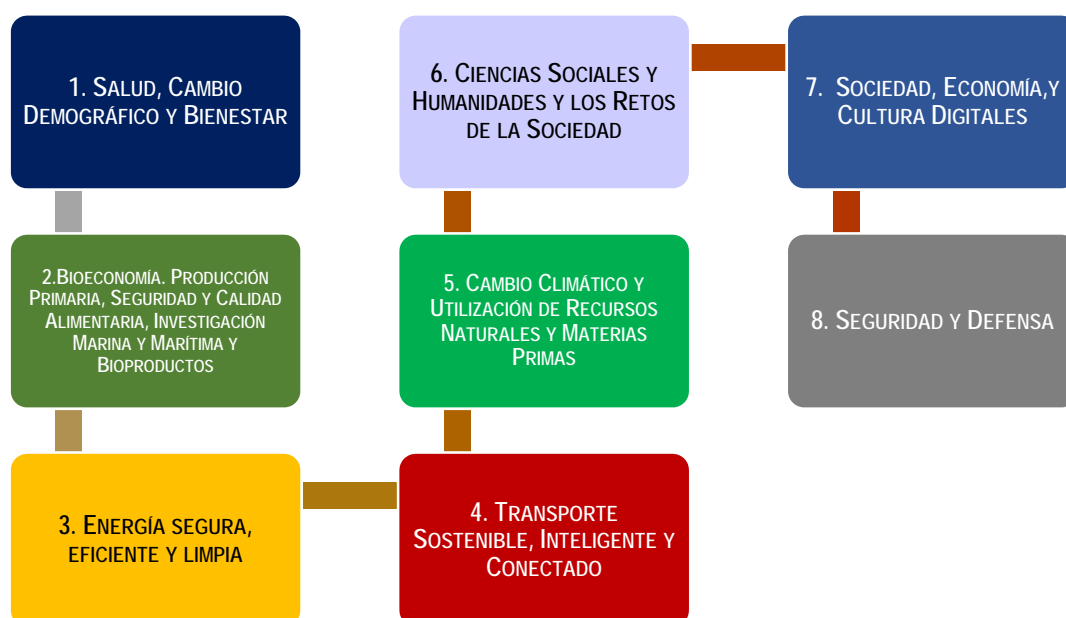 1. Salud, Cambio
Demográfico y Bienestar
2.Bioeconomía. Producción
Primaria, Seguridad y Calidad
Alimentaria, Investigación
Marina y Marítima y
Bioproductos
3. Energía segura,
eficiente y limpia
4. Transporte
Sostenible, Inteligente y
Conectado
5. Cambio Climático y
Utilización de Recursos
Naturales y Materias
Primas
6. Ciencias Sociales y
Humanidades y los Retos
de la Sociedad
7. Sociedad, Economía,y
Cultura Digitales
8. Seguridad y Defensa